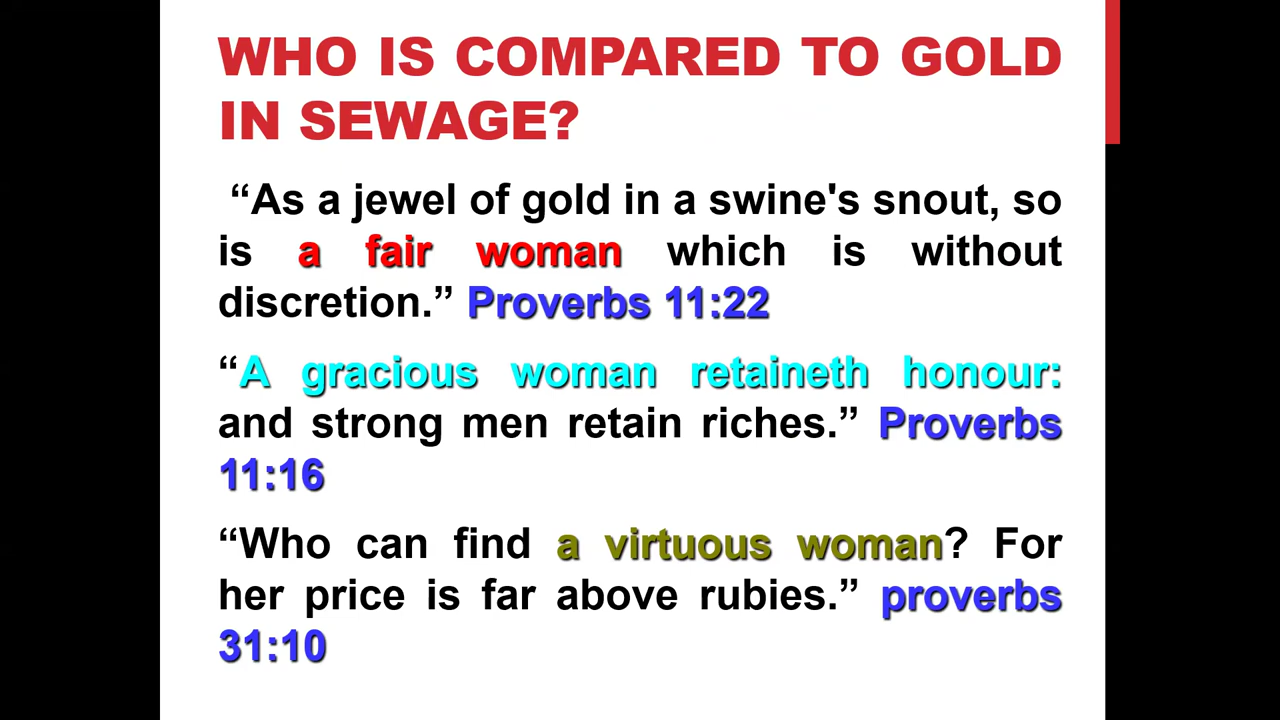 WHO IS COMPARED TO GOLD
IN SEWAGE?
“As a jewel of gold in a swine's snout, so
is a fair woman which is without
discretion.” Proverbs 11:22
“A gracious woman retaineth honour:
and strong men retain riches.” Proverbs
11:16
“Who can find a virtuous woman? For
her price is far above rubies.” proverbs
31:10